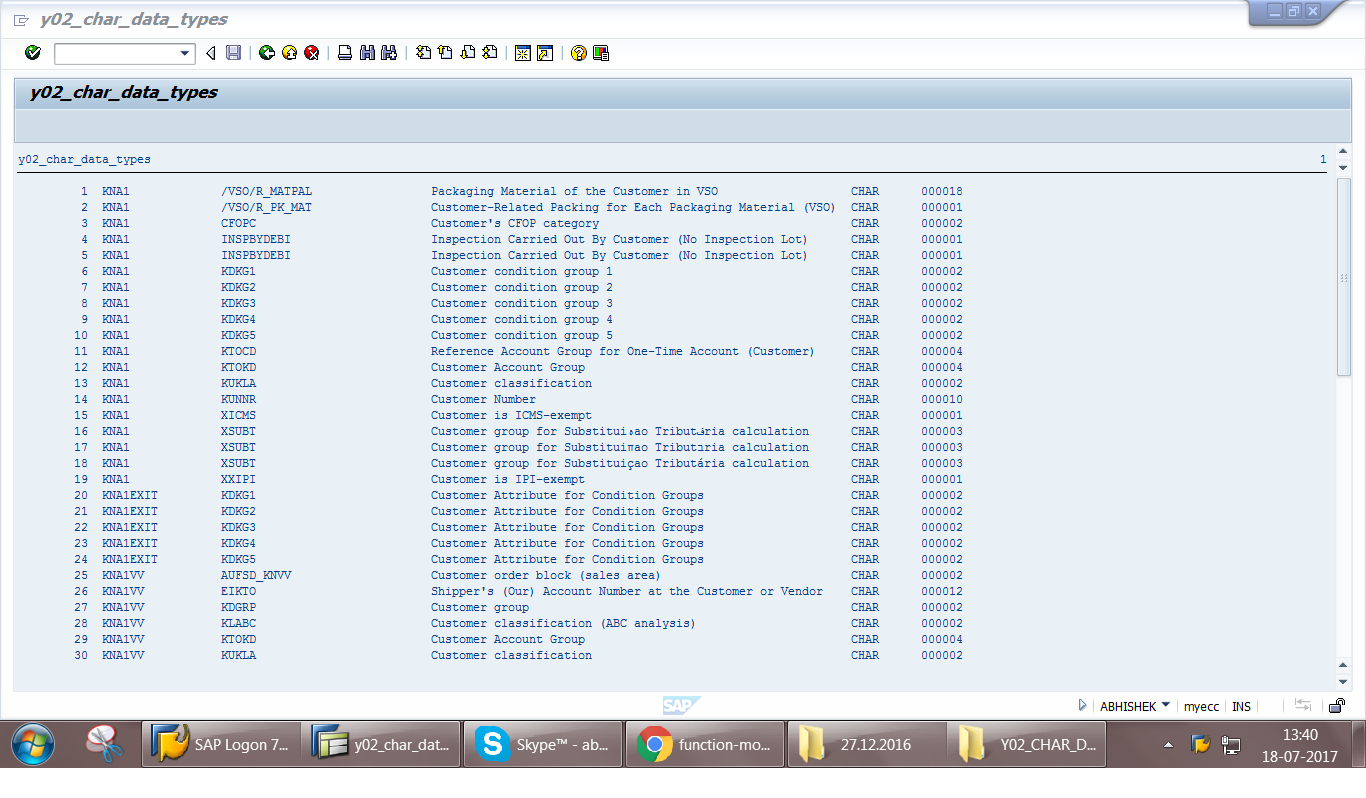 y02_char_data_types
y02_char_data_types
y02_char_data_types 1
1 KNA1 /VSO/R_MATPAL Packaging Material of the Customer in VSO CHAR 000018
2 KNA1 /VSO/R_PK_MAT Customer-Related Packing for Each Packaging Material (VSO) CHAR 000001
3 KNA1 CFOPC Customer's CFOP category CHAR 000002
4 KNA1 INSPBYDEBI Inspection Carried Out By Customer (No Inspection Lot) CHAR 000001
5 KNA1 INSPBYDEBI Inspection Carried Out By Customer (No Inspection Lot) CHAR 000001
6 KNA1 KDKG1 Customer condition group 1 CHAR 000002
7 KNA1 KDKG2 Customer condition group 2 CHAR 000002
8 KNA1 KDKG3 Customer condition group 3 CHAR 000002
9 KNA1 KDKG4 Customer condition group 4 CHAR 000002
10 KNA1 KDKG5 Customer condition group 5 CHAR 000002
11 KNA1 KTOCD Reference Account Group for One-Time Account (Customer) CHAR 000004
12 KNA1 KTOKD Customer Account Group CHAR 000004
13 KNA1 KUKLA Customer classification CHAR 000002
14 KNA1 KUNNR Customer Number CHAR 000010
15 KNA1 XICMS Customer is ICMS-exempt CHAR 000001
16 KNA1 XSUBT Customer group for calculation CHAR 000003
17 KNA1 XSUBT Customer group for calculation CHAR 000003
18 KNA1 XSUBT Customer group for Substituiçao Tributária calculation CHAR 000003
19 KNA1 XXIPI Customer is IPI-exempt CHAR 000001
20 KNA1EXIT KDKG1 Customer Attribute for Condition Groups CHAR 000002
21 KNA1EXIT KDKG2 Customer Attribute for Condition Groups CHAR 000002
22 KNA1EXIT KDKG3 Customer Attribute for Condition Groups CHAR 000002
23 KNA1EXIT KDKG4 Customer Attribute for Condition Groups CHAR 000002
24 KNA1EXIT KDKG5 Customer Attribute for Condition Groups CHAR 000002
25 KNA1VV AUFSD_KNVV Customer order block (sales area) CHAR 000002
26 KNA1VV EIKTO Shipper's (Our) Account Number at the Customer or Vendor CHAR 000012
27 KNA1VV KDGRP Customer group CHAR 000002
28 KNA1VV KLABC Customer classification (ABC analysis) CHAR 000002
29 KNA1VV KTOKD Customer Account Group CHAR 000004
30 KNA1VV KUKLA Customer classification CHAR 000002
SAP
ABHISHEK myecc INS
SAP Logon 7... y02_char_dat... Skype™ - ab... function-mo... 27.12.2016 Y02_CHAR_D... 13:40
18-07-2017